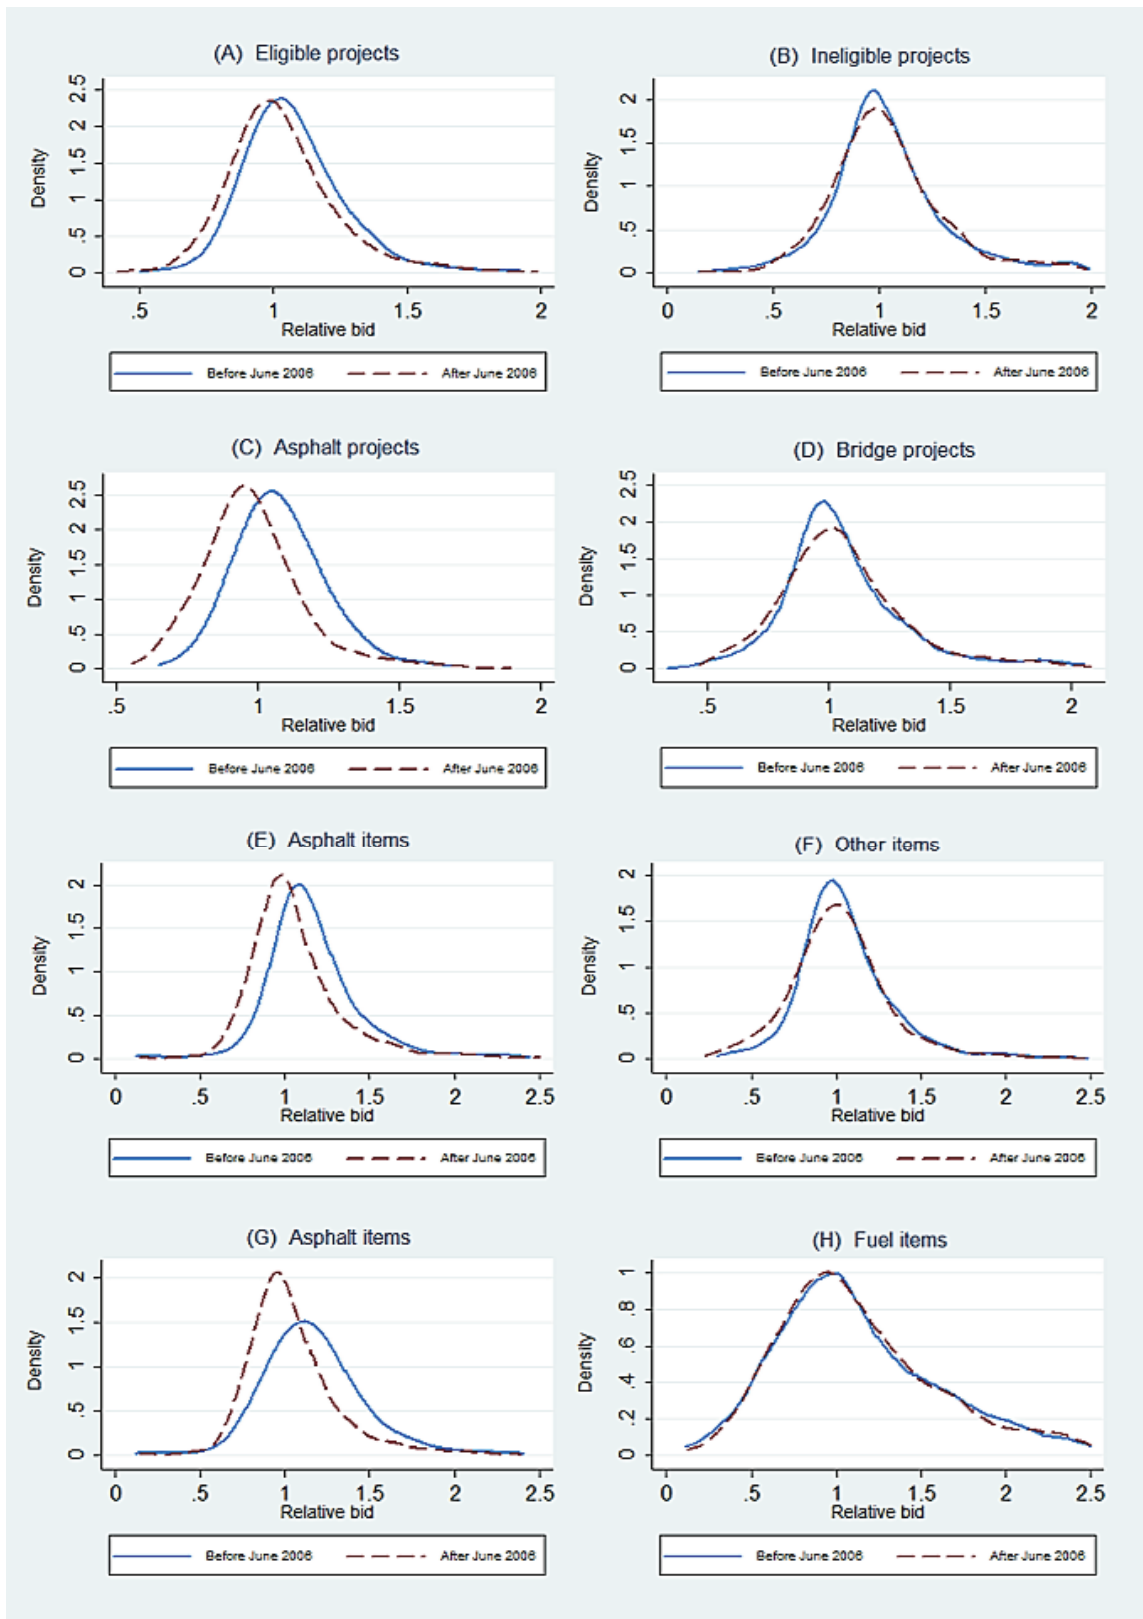 (A) Eligible projects
Density
2.5
2
1.5
1
.5
0
.5 1 1.5 2
Relative bid
Before June 2006 After June 2006
(B) Ineligible projects
Density
2
1.5
1
.5
0
0 .5 1 1.5 2
Relative bid
Before June 2006 After June 2006
(C) Asphalt projects
Density
2.5
2
1.5
1
.5
0
.5 1 1.5 2
Relative bid
Before June 2006 After June 2006
(D) Bridge projects
Density
2.5
2
1.5
1
.5
0
.5 1 1.5 2
Relative bid
Before June 2006 After June 2006
(E) Asphalt items
Density
2
1.5
1
.5
0
0 .5 1 1.5 2 2.5
Relative bid
Before June 2006 After June 2006
(F) Other items
Density
2
1.5
1
.5
0
0 .5 1 1.5 2 2.5
Relative bid
Before June 2006 After June 2006
(G) Asphalt items
Density
2
1.5
1
.5
0
0 .5 1 1.5 2 2.5
Relative bid
Before June 2006 After June 2006
(H) Fuel items
Density
1
.8
.6
.4
.2
0
0 .5 1 1.5 2 2.5
Relative bid
Before June 2006 After June 2006